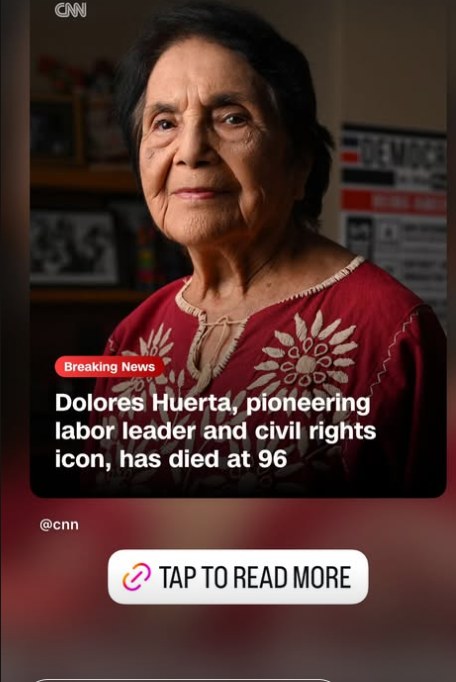 CNN
DEMOCR
Breaking News
Dolores Huerta, pioneering
labor leader and civil rights
icon, has died at 96
@cnn
TAP TO READ MORE